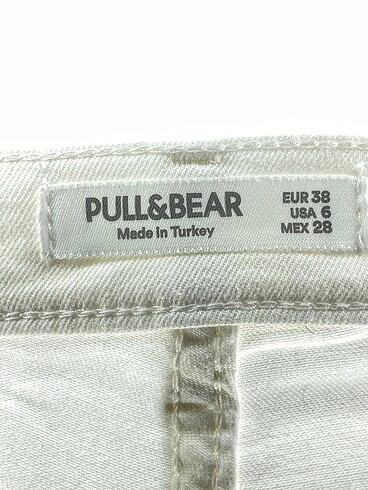 PULL&BEAR
Made in Turkey
EUR 38
USA 6
MEX 28